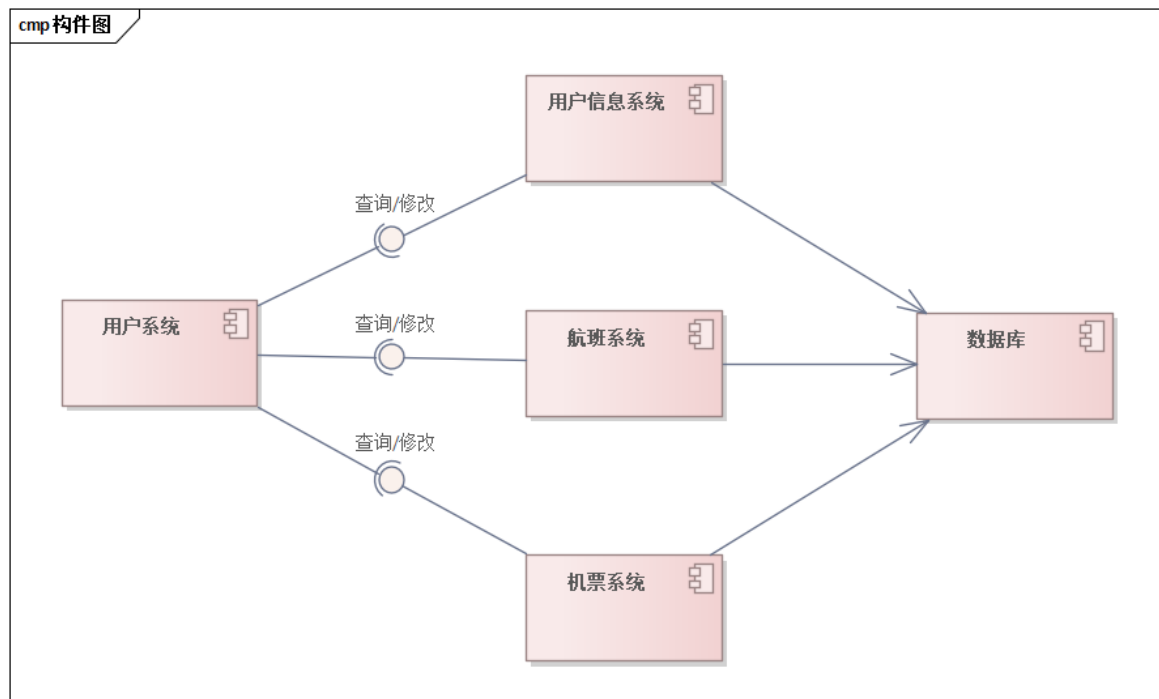 cmp 构件图
用户信息系统
查询/修改
用户系统
查询/修改
航班系统
数据库
查询/修改
机票系统